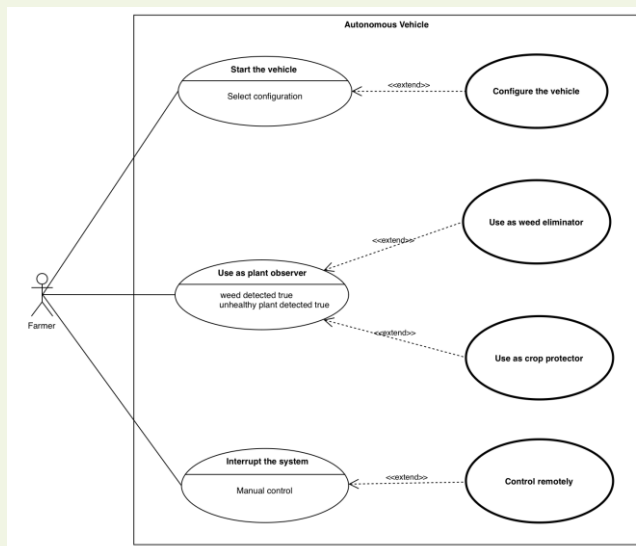 Autonomous Vehicle
Start the vehicle
Select configuration
<<extend>>
Configure the vehicle
Use as weed eliminator
<<extend>>
Use as plant observer
weed detected true
unhealthy plant detected true
Farmer
<<extend>>
Use as crop protector
Interrupt the system
Manual control
<<extend>>
Control remotely